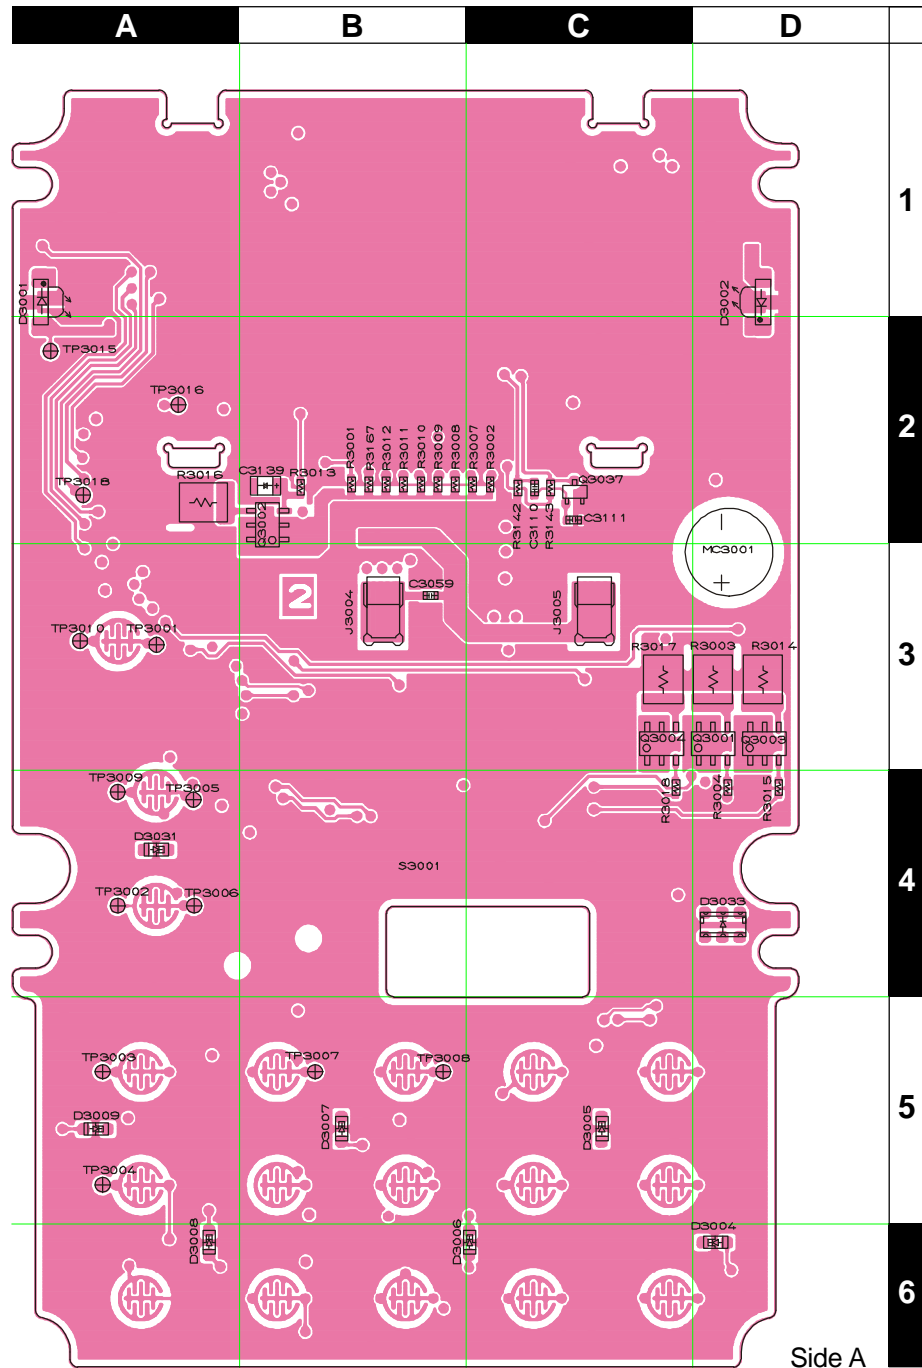 A B C D
1
D3001
D3002
TP3015
TP3016
2
R3001
R3167
R3012
R3011
R3010
R3009
R3008
R3007
R3002
R3016
C3139
R3013
Q3037
TP3018
Q3002
R3142
C3110
R3143
C3111
MC3001
2
J3004
C3059
J3005
TP3010
TP3001
3
R3017
R3003
R3014
Q3004
Q3001
Q3003
TP3009
TP3005
R3018
R3004
R3015
D3031
S3001
4
TP3002
TP3006
D3033
TP3003
TP3007
TP3008
5
D3009
D3007
D3005
TP3004
D3008
D3006
D3004
6
Side A